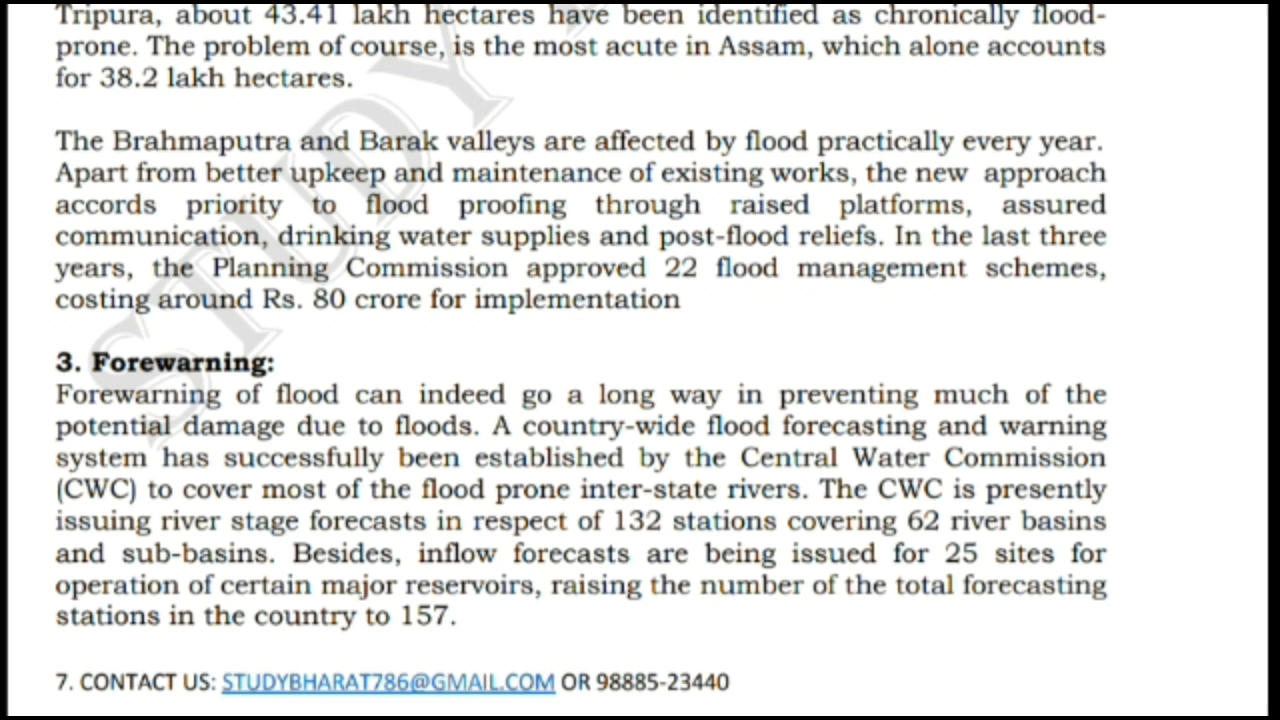 Tripura, about 43.41 lakh hectares have been identified as chronically flood-
prone. The problem of course, is the most acute in Assam, which alone accounts
for 38.2 lakh hectares.
The Brahmaputra and Barak valleys are affected by flood practically every year.
Apart from better upkeep and maintenance of existing works, the new approach
accords priority to flood proofing through raised platforms, assured
communication, drinking water supplies and post-flood reliefs. In the last three
years, the Planning Commission approved 22 flood management schemes,
costing around Rs. 80 crore for implementation
3. Forewarning:
Forewarning of flood can indeed go a long way in preventing much of the
potential damage due to floods. A country-wide flood forecasting and warning
system has successfully been established by the Central Water Commission
(CWC) to cover most of the flood prone inter-state rivers. The CWC is presently
issuing river stage forecasts in respect of 132 stations covering 62 river basins
and sub-basins. Besides, inflow forecasts are being issued for 25 sites for
operation of certain major reservoirs, raising the number of the total forecasting
stations in the country to 157.
7. CONTACT US: STUDYBHARAT786@GMAIL.COM OR 98885-23440
STUDY